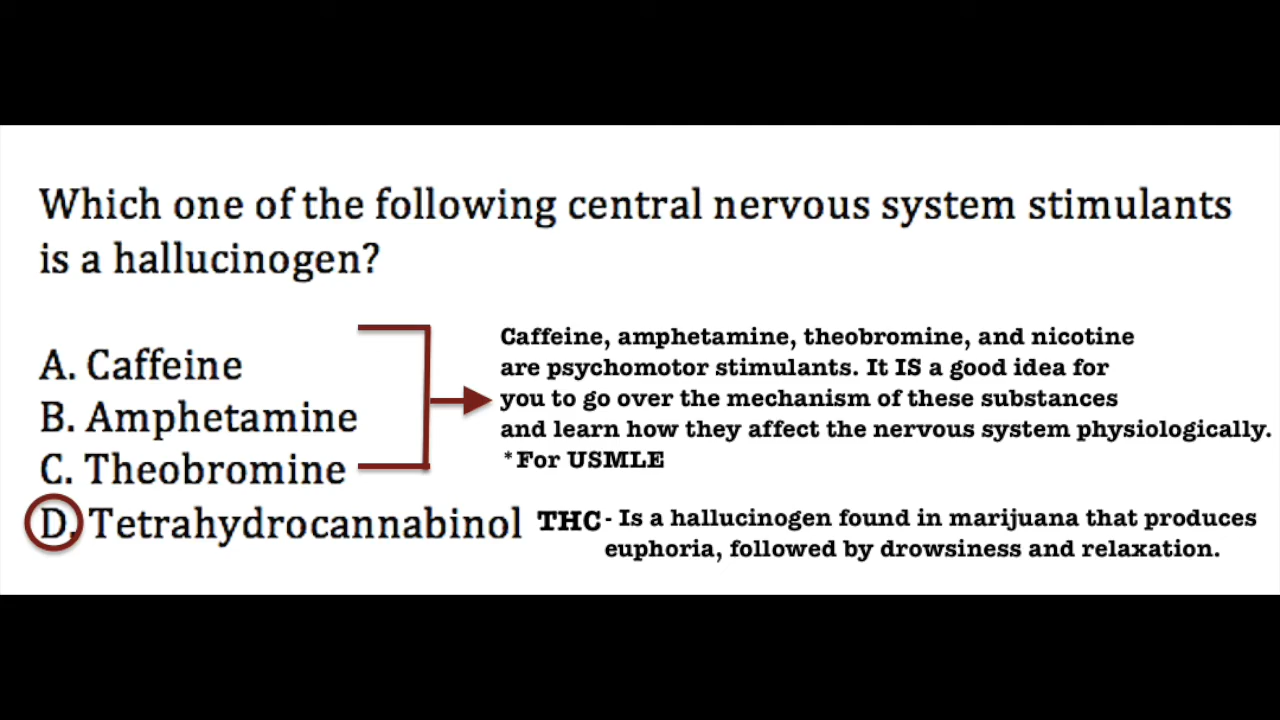 Which one of the following central nervous system stimulants
is a hallucinogen?
A. Caffeine
B. Amphetamine
C. Theobromine
D. Tetrahydrocannabinol
Caffeine, amphetamine, theobromine, and nicotine
are psychomotor stimulants. It IS a good idea for
you to go over the mechanism of these substances
and learn how they affect the nervous system physiologically.
*For USMLE
THC - Is a hallucinogen found in marijuana that produces
euphoria, followed by drowsiness and relaxation.